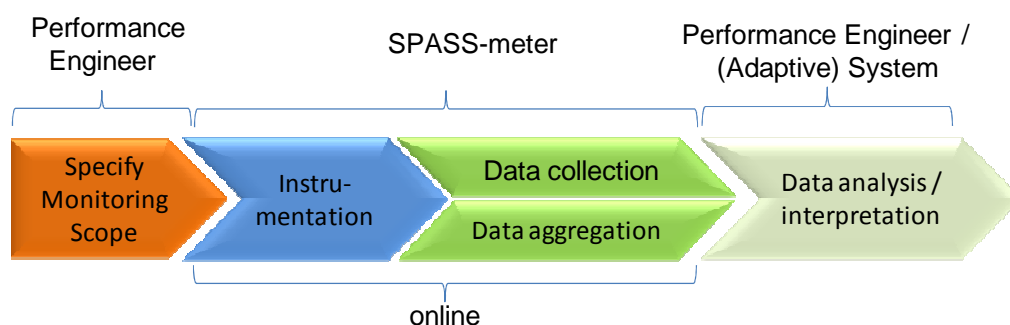 Performance
Engineer
SPASS-meter
Performance Engineer /
(Adaptive) System
Specify
Monitoring
Scope
Instru-
mentation
Data collection
Data aggregation
Data analysis /
interpretation
online